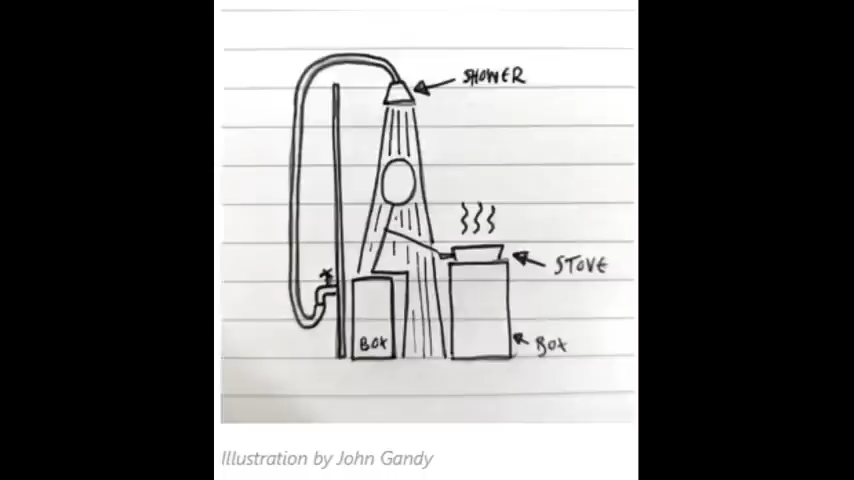 SHOWER
STOVE
BOX
BOX
Illustration by John Gandy